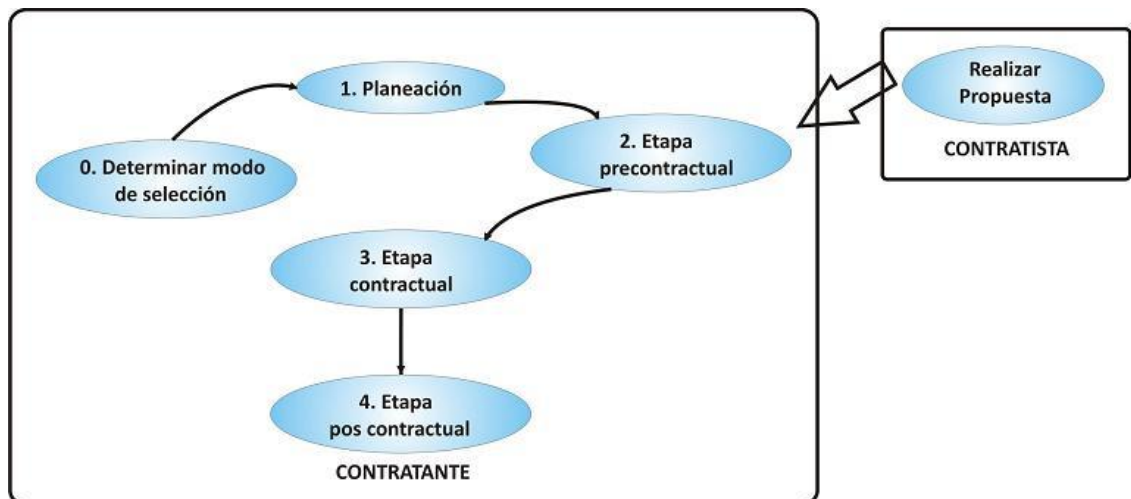 1. Planeación
0. Determinar modo
de selección
2. Etapa
precontractual
3. Etapa
contractual
4. Etapa
pos contractual
CONTRATANTE
Realizar
Propuesta
CONTRATISTA